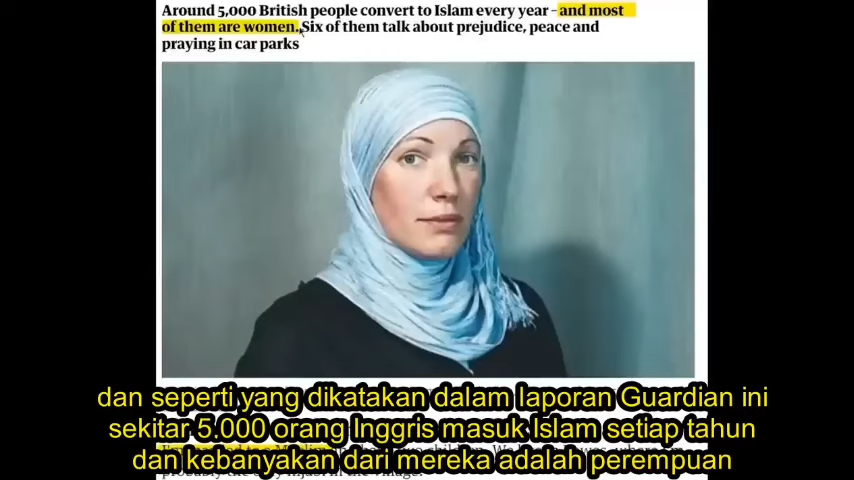 Around 5,000 British people convert to Islam every year – and most
of them are women. Six of them talk about prejudice, peace and
praying in car parks
dan seperti yang dikatakan dalam laporan Guardian ini
sekitar 5.000 orang Inggris masuk Islam setiap tahun
dan kebanyakan dari mereka adalah perempuan